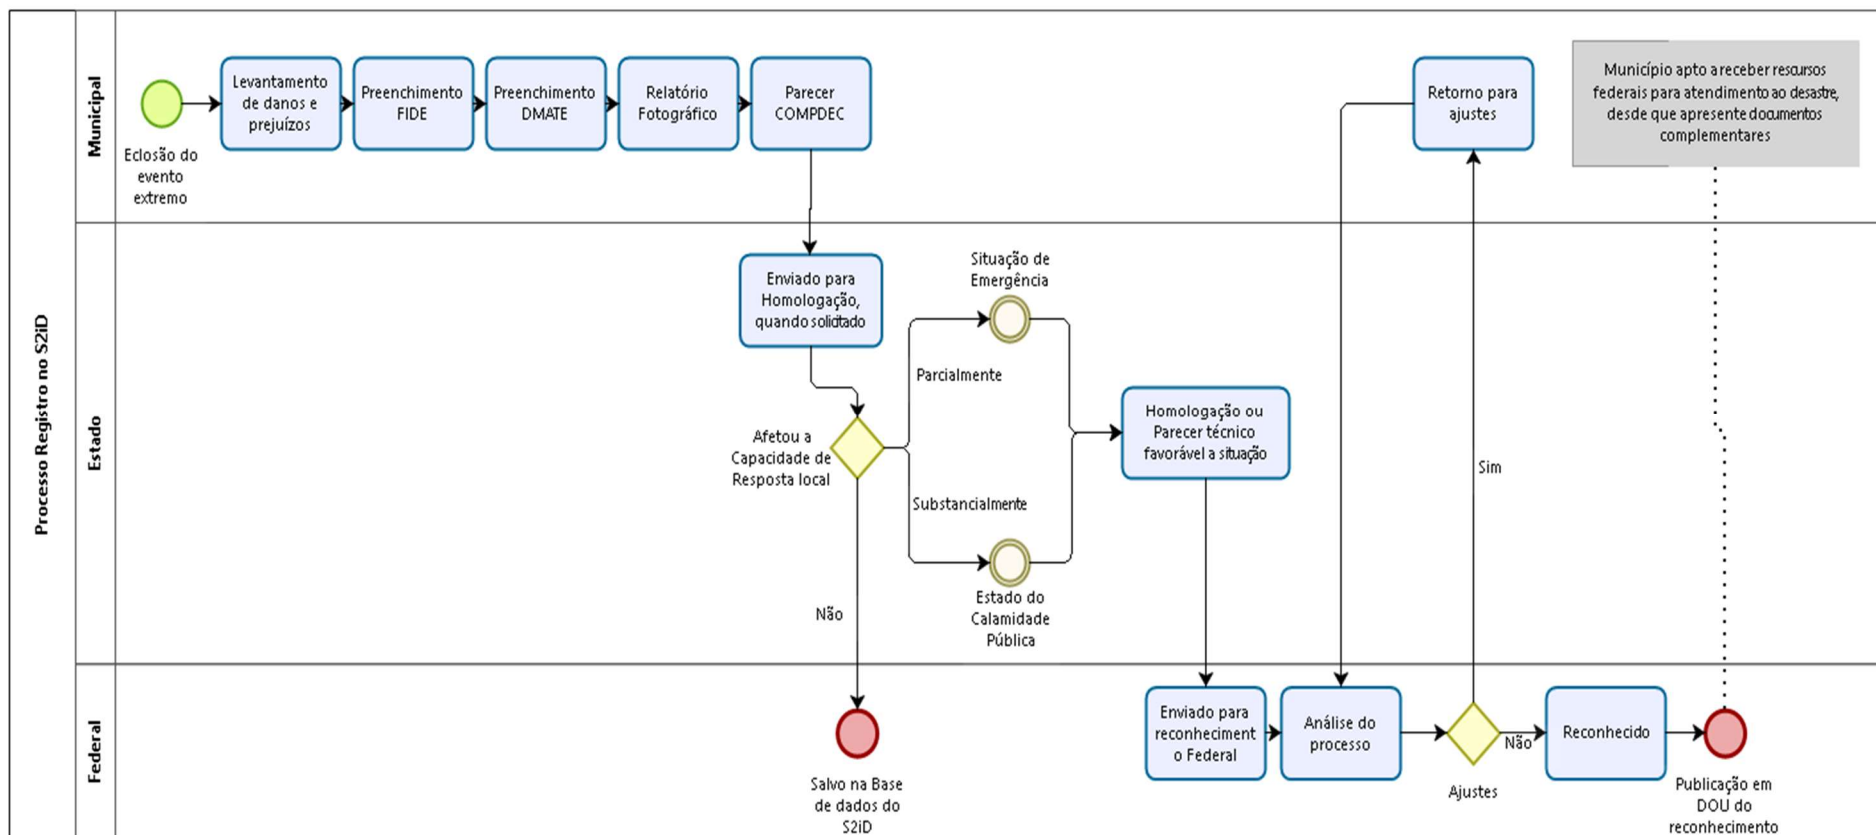 Processo Registro no S2iD
Municipal
Eclosão do
evento
extremo
Levantamento
de danos e
prejuízos
Preenchimento
FIDE
Preenchimento
DMATE
Relatório
Fotográfico
Parecer
COMPDEC
Retorno para
ajustes
Município apto a receber rescursos
federais para atendimento ao desastre,
desde que apresente documentos
complementares
Estado
Enviado para
Homologação,
quando solicitado
Afetou a
Capacidade de
Resposta local
Parcialmente
Substancialmente
Não
Situação de
Emergência
Estado do
Calamidade
Pública
Homologação ou
Parecer técnico
favorável a situação
Sim
Federal
Salvo na Base
de dados do
S2iD
Enviado para
reconheciment
o Federal
Análise do
processo
Ajustes
Não
Reconhecido
Publicação em
DOU do
reconhecimento